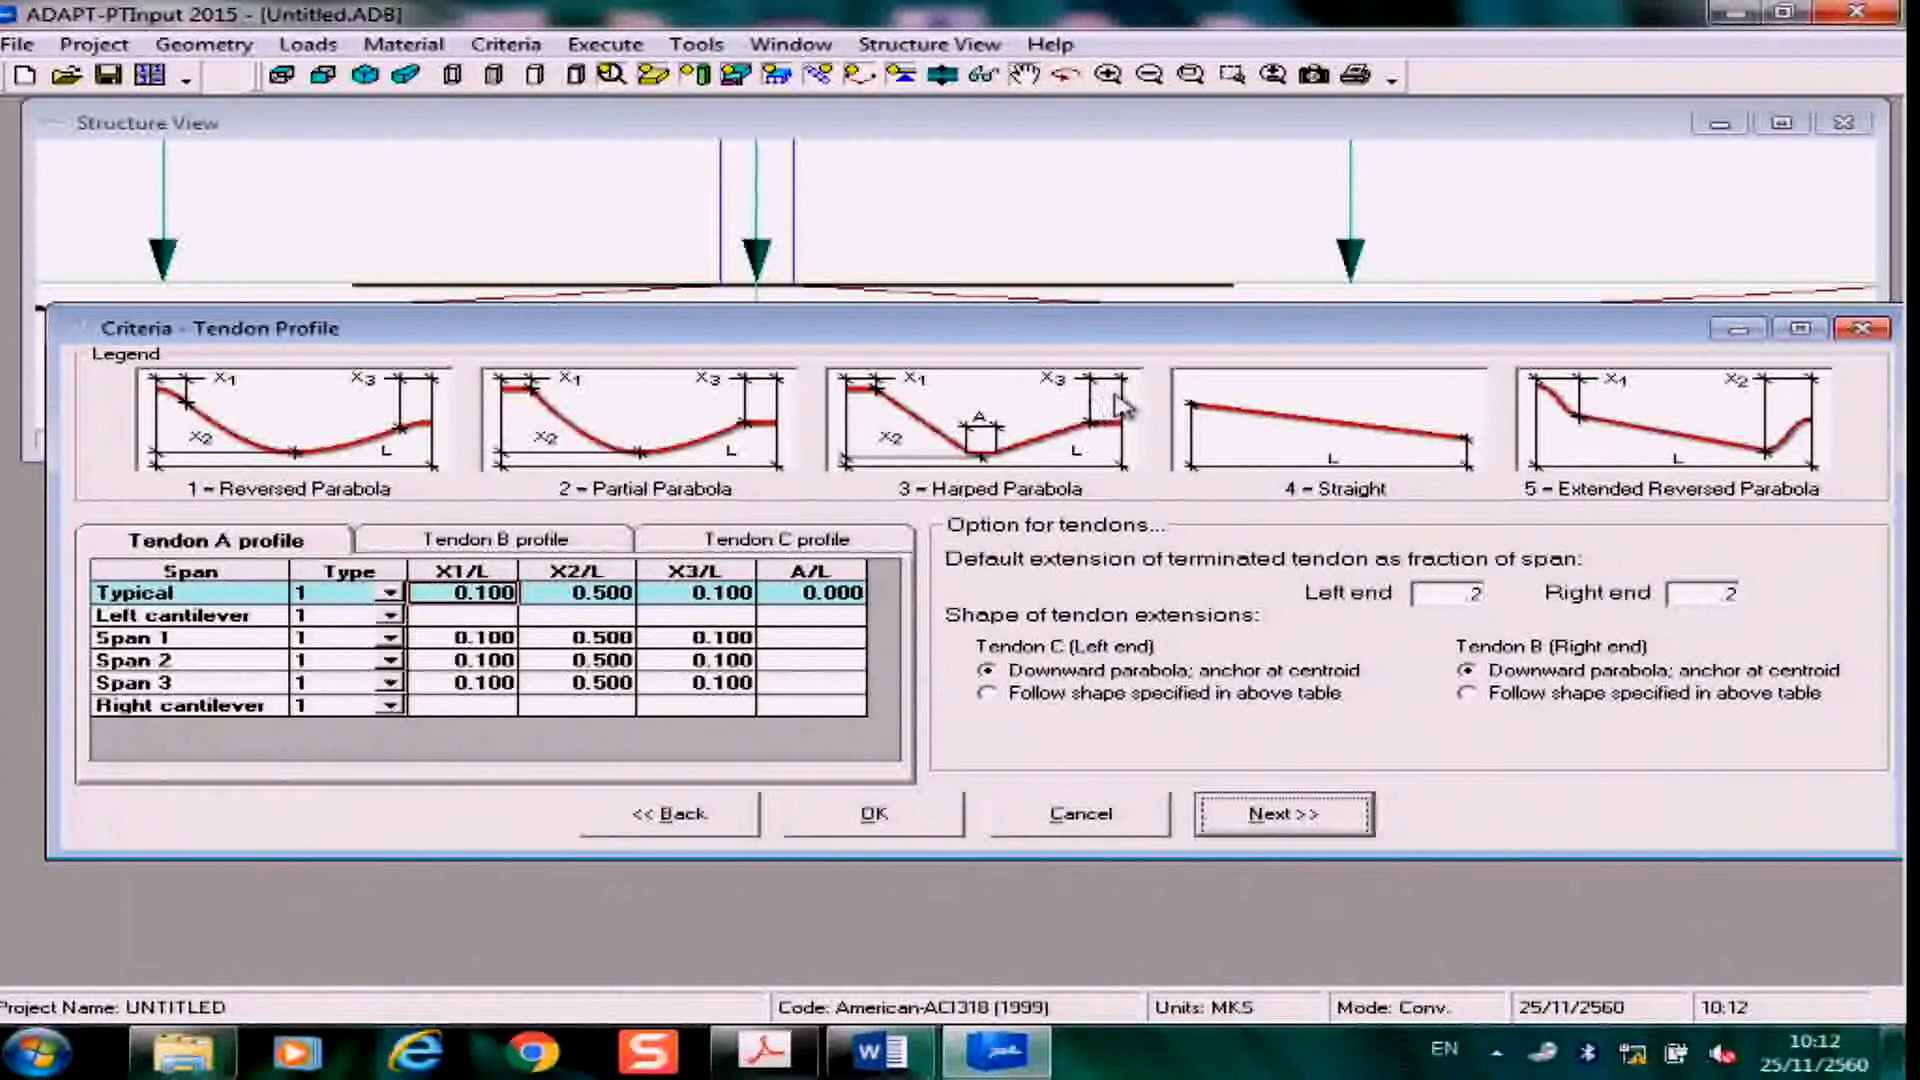 ADAPT-PTInput 2015 - [Untitled.ADB]
File Project Geometry Loads Material Criteria Execute Tools Window Structure View Help
Structure View
Criteria - Tendon Profile
Legend
X1 X3 X2 L
X1 X3 X2 L
X1 X3 A X2 L
L
X1 X2 L
1 - Reversed Parabola
2 - Partial Parabola
3 - Harped Parabola
4 - Straight
5 - Extended Reversed Parabola
Tendon A profile Tendon B profile Tendon C profile
Span Type X1/L X2/L X3/L A/L
Typical 1 0.100 0.500 0.100 0.000
Left cantilever 1
Span 1 1 0.100 0.500 0.100
Span 2 1 0.100 0.500 0.100
Span 3 1 0.100 0.500 0.100
Right cantilever 1
Option for tendons...
Default extension of terminated tendon as fraction of span:
Left end .2 Right end .2
Shape of tendon extensions:
Tendon C (Left end) Tendon B (Right end)
Downward parabola; anchor at centroid Downward parabola; anchor at centroid
Follow shape specified in above table Follow shape specified in above table
<< Back OK Cancel Next >>
Project Name: UNTITLED Code: American-ACI318 (1999) Units: MKS Mode: Conv. 25/11/2560 10:12
EN 10:12
25/11/2560